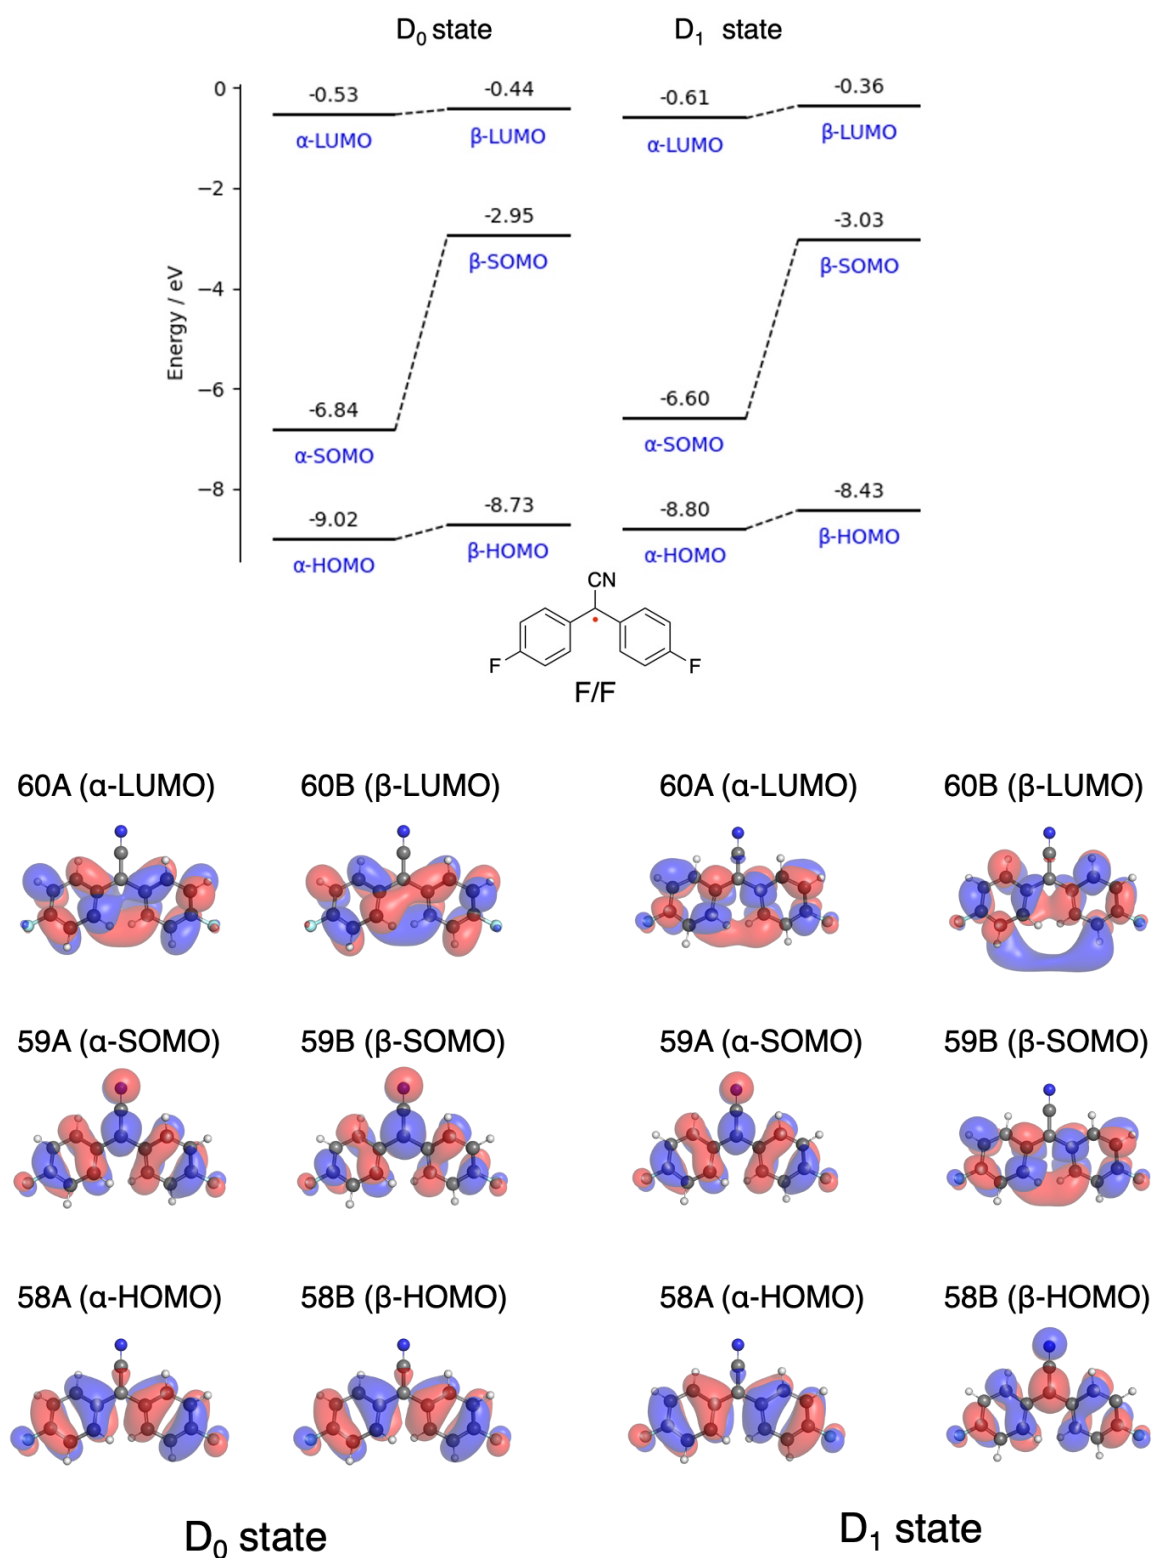 D₀ state D₁ state
0
−2
−4
−6
−8
Energy / eV
-0.53 -0.44 -0.61 -0.36
α-LUMO β-LUMO α-LUMO β-LUMO
-2.95 -3.03
β-SOMO β-SOMO
-6.84 -6.60
α-SOMO α-SOMO
-9.02 -8.73 -8.80 -8.43
α-HOMO β-HOMO α-HOMO β-HOMO
CN
F F
F/F
60A (α-LUMO) 60B (β-LUMO) 60A (α-LUMO) 60B (β-LUMO)
59A (α-SOMO) 59B (β-SOMO) 59A (α-SOMO) 59B (β-SOMO)
58A (α-HOMO) 58B (β-HOMO) 58A (α-HOMO) 58B (β-HOMO)
D₀ state D₁ state